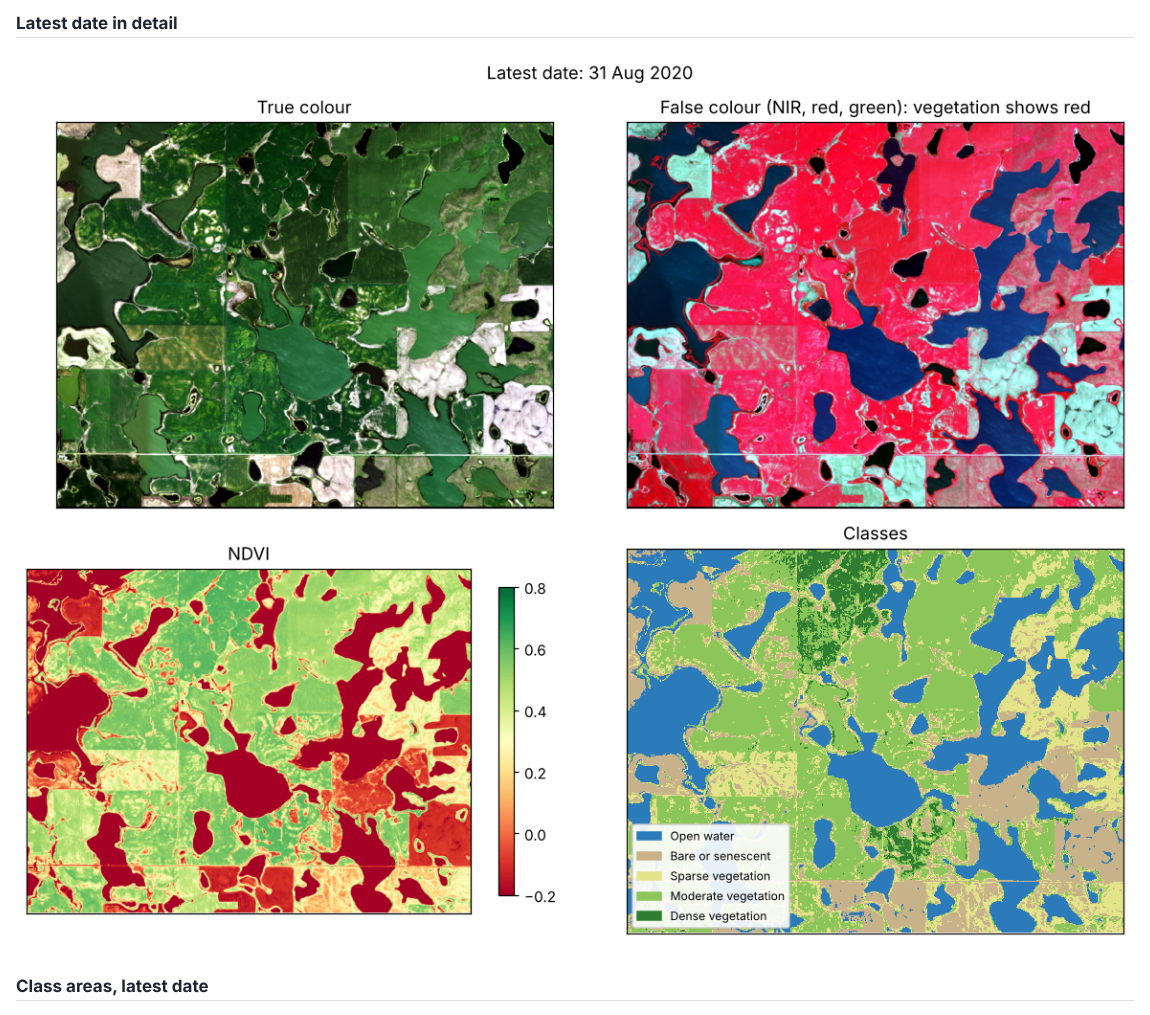 Latest date in detail
Latest date: 31 Aug 2020
True colour
False colour (NIR, red, green): vegetation shows red
NDVI
0.8
0.6
0.4
0.2
0.0
−0.2
Classes
Open water
Bare or senescent
Sparse vegetation
Moderate vegetation
Dense vegetation
Class areas, latest date